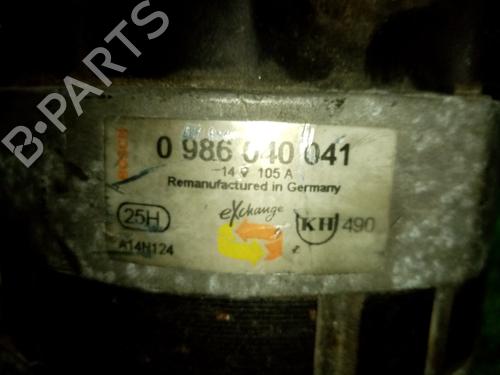 B-PARTS
BOSCH
0 986 040 041
14 V 105 A
Remanufactured in Germany
25H
eXchange
KH 490
A14N124